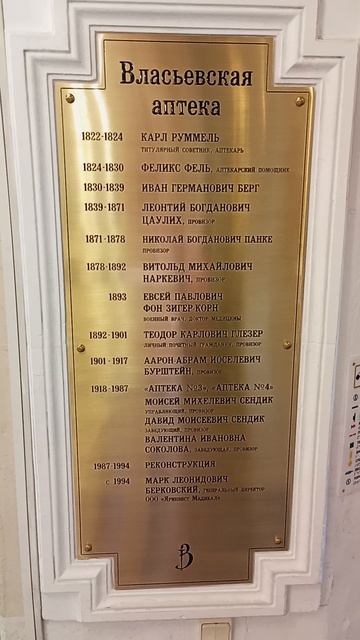 Власьевская
аптека
1822-1824 КАРЛ РУММЕЛЬ
ТИТУЛЯРНЫЙ СОВЕТНИК, АПТЕКАРЬ
1824-1830 ФЕЛИКС ФЕЛЬ, АПТЕКАРСКИЙ ПОМОЩНИК
1830-1839 ИВАН ГЕРМАНОВИЧ БЕРГ
1839-1871 ЛЕОНТИЙ БОГДАНОВИЧ
ЦАУЛИХ, ПРОВИЗОР
1871-1878 НИКОЛАЙ БОГДАНОВИЧ ПАНКЕ
ПРОВИЗОР
1878-1892 ВИТОЛЬД МИХАЙЛОВИЧ
НАРКЕВИЧ, ПРОВИЗОР
1893 ЕВСЕЙ ПАВЛОВИЧ
ФОН ЗИГЕР-КОРН
ВОЕННЫЙ ВРАЧ, ДОКТОР МЕДИЦИНЫ
1892-1901 ТЕОДОР КАРЛОВИЧ ГЛЕЗЕР
ЛИЧНЫЙ ПОЧЕТНЫЙ ГРАЖДАНИН, ПРОВИЗОР
1901-1917 ААРОН-АБРАМ ИОСЕЛЕВИЧ
БУРШТЕЙН, ПРОВИЗОР
1918-1987 «АПТЕКА №3», «АПТЕКА №4»
МОИСЕЙ МИХЕЛЕВИЧ СЕНДИК
УПРАВЛЯЮЩИЙ, ПРОВИЗОР
ДАВИД МОИСЕЕВИЧ СЕНДИК
ЗАВЕДУЮЩИЙ, ПРОВИЗОР
ВАЛЕНТИНА ИВАНОВНА
СОКОЛОВА, ЗАВЕДУЮЩАЯ, ПРОВИЗОР
1987-1994 РЕКОНСТРУКЦИЯ
с 1994 МАРК ЛЕОНИДОВИЧ
БЕРКОВСКИЙ, ГЕНЕРАЛЬНЫЙ ДИРЕКТОР
ООО
В